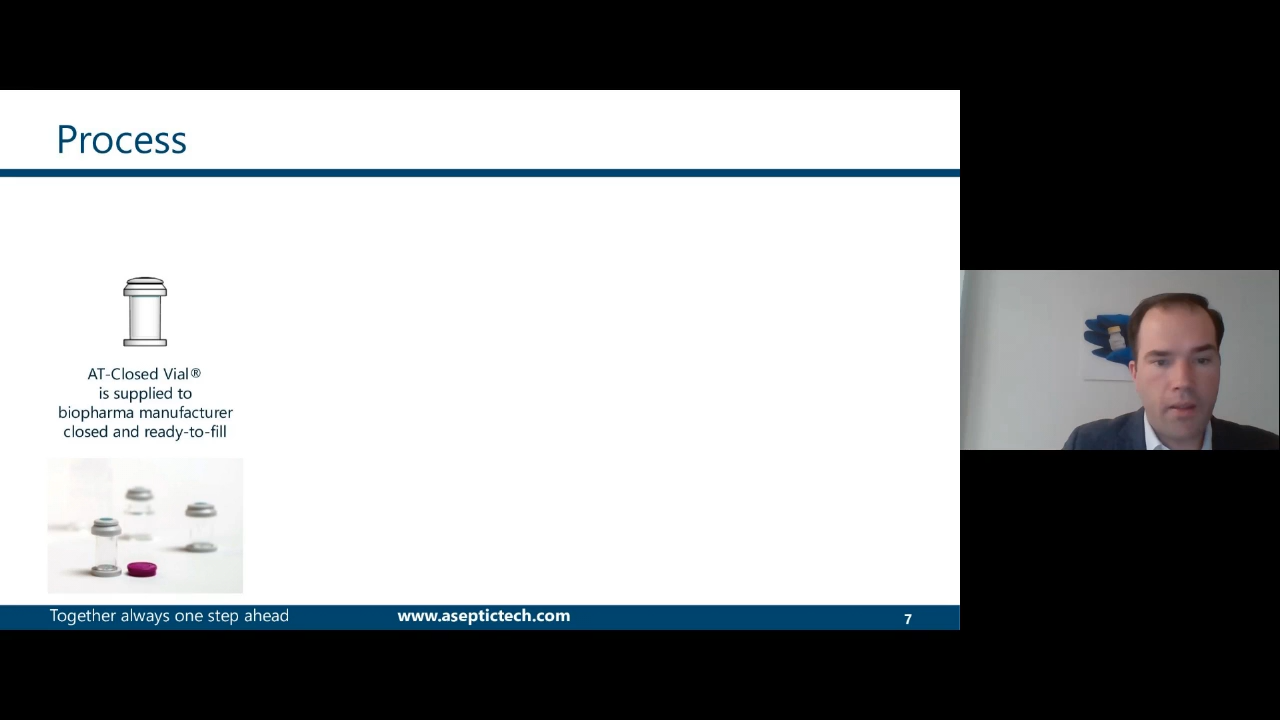 Process
AT-Closed Vial®
is supplied to
biopharma manufacturer
closed and ready-to-fill
Together always one step ahead
www.aseptictech.com
7